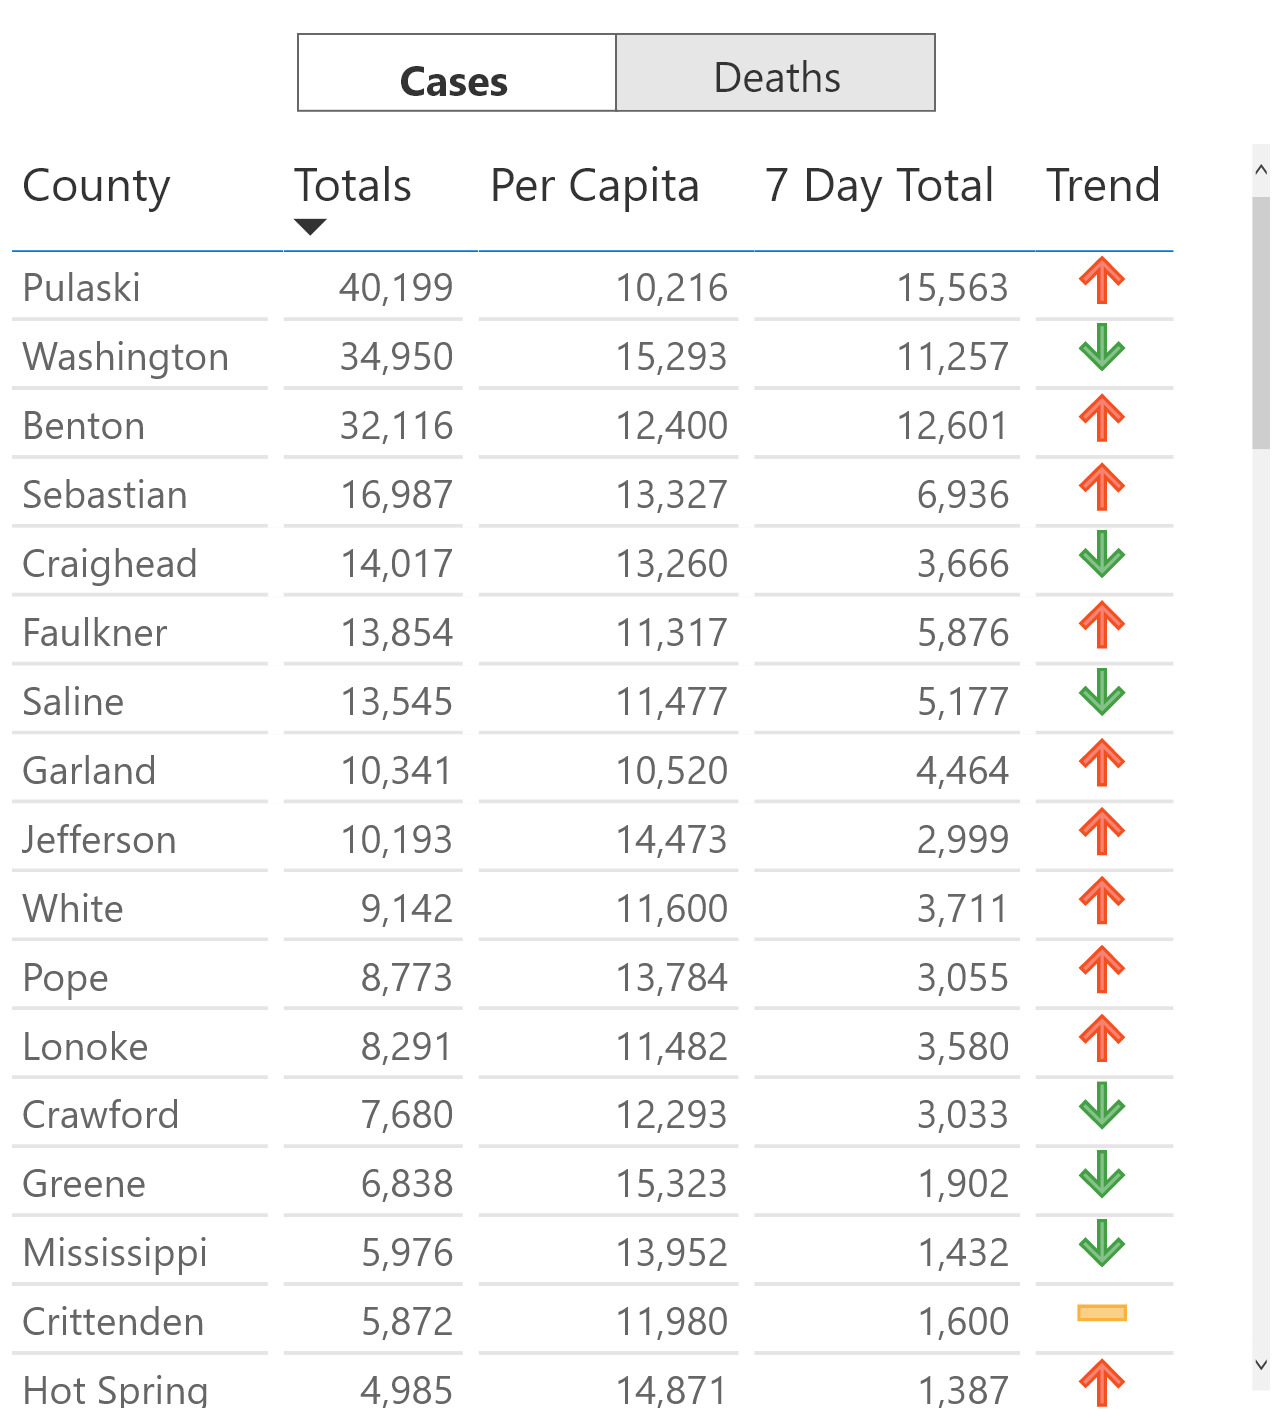 Cases Deaths
County Totals Per Capita 7 Day Total Trend
Pulaski 40,199 10,216 15,563
Washington 34,950 15,293 11,257
Benton 32,116 12,400 12,601
Sebastian 16,987 13,327 6,936
Craighead 14,017 13,260 3,666
Faulkner 13,854 11,317 5,876
Saline 13,545 11,477 5,177
Garland 10,341 10,520 4,464
Jefferson 10,193 14,473 2,999
White 9,142 11,600 3,711
Pope 8,773 13,784 3,055
Lonoke 8,291 11,482 3,580
Crawford 7,680 12,293 3,033
Greene 6,838 15,323 1,902
Mississippi 5,976 13,952 1,432
Crittenden 5,872 11,980 1,600
Hot Spring 4,985 14,871 1,387